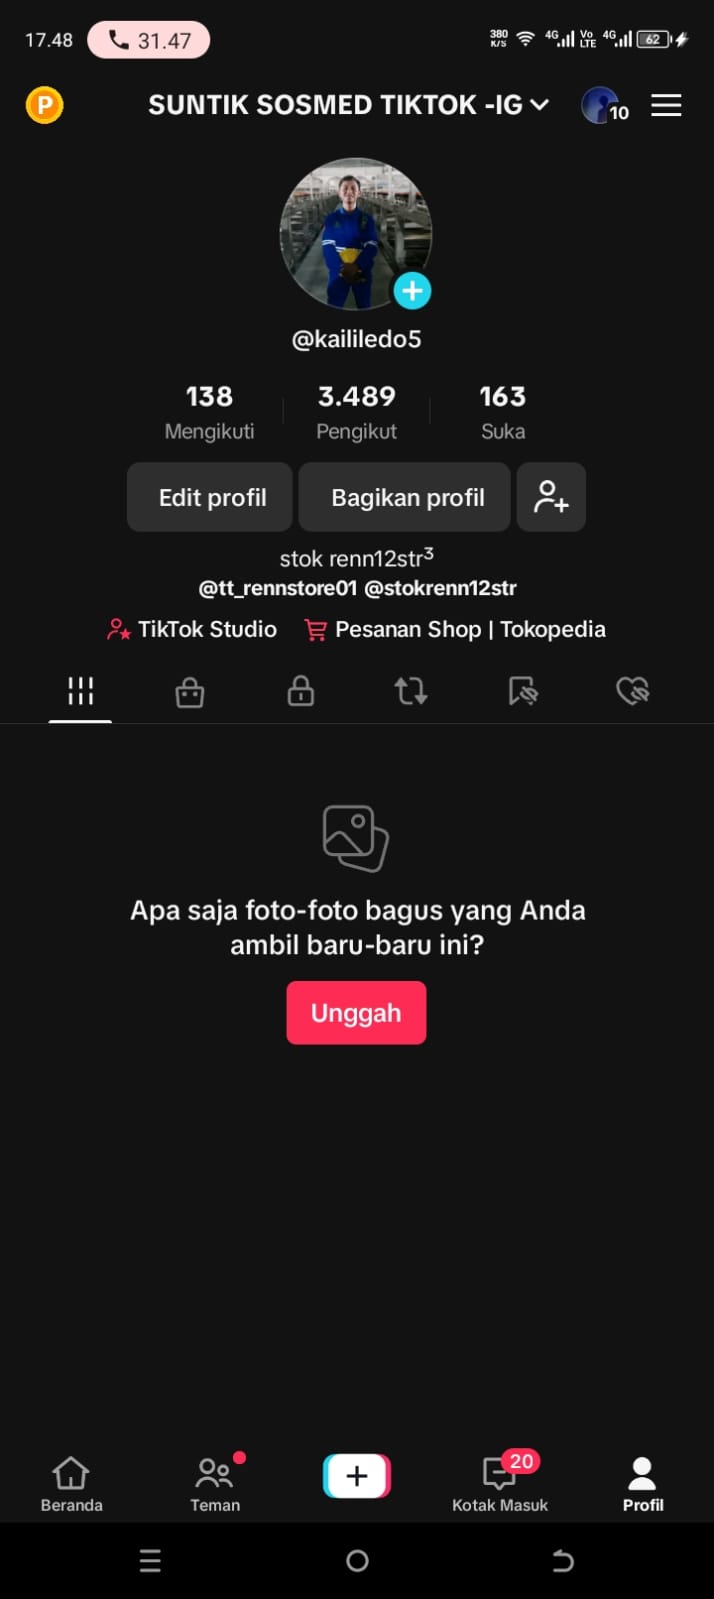 17.48 31.47 380 K/S 4G Vo LTE 4G 62
P SUNTIK SOSMED TIKTOK -IG 10
@kaililedo5
138 3.489 163
Mengikuti Pengikut Suka
Edit profil Bagikan profil
stok renn12str³
@tt_rennstore01 @stokrenn12str
TikTok Studio Pesanan Shop | Tokopedia
Apa saja foto-foto bagus yang Anda
ambil baru-baru ini?
Unggah
20
Beranda Teman Kotak Masuk Profil